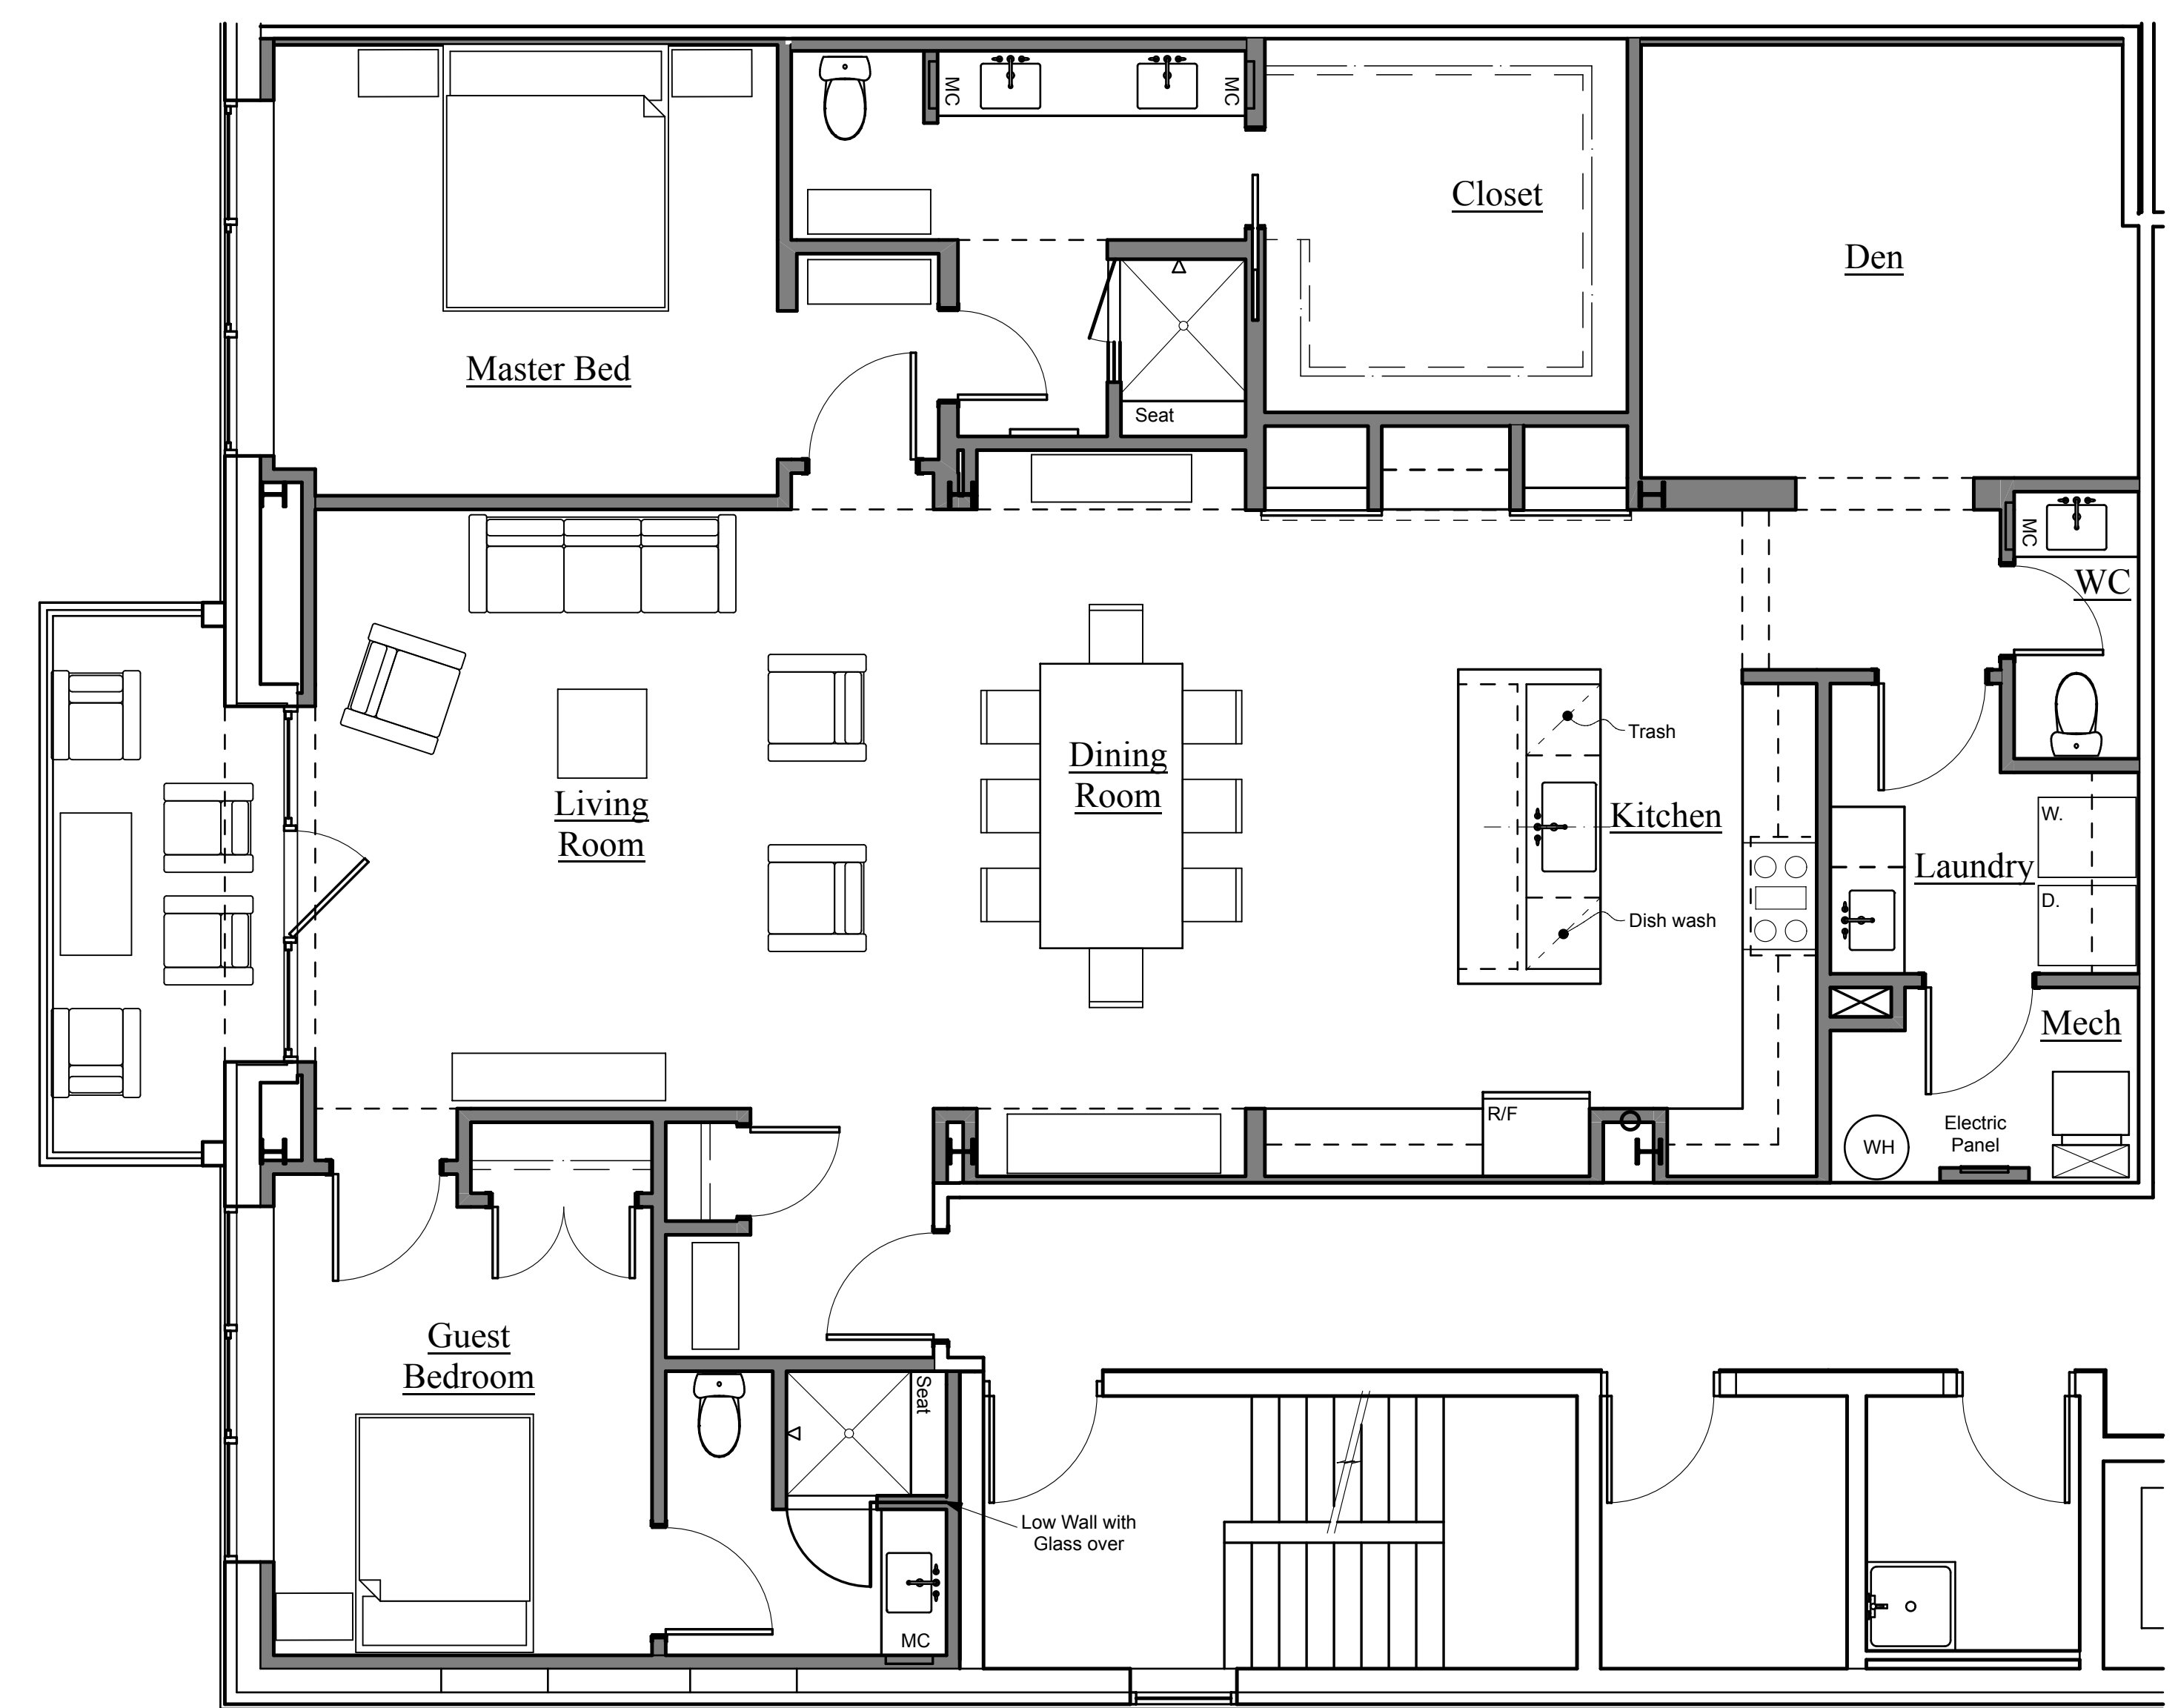 MC
MC
Closet
Den
Master Bed
Seat
MC
WC
Trash
Dining
Room
Living
Room
Kitchen
W.
Laundry
D.
Dish wash
Mech
R/F
Electric
Panel
WH
Guest
Bedroom
Seat
Low Wall with
Glass over
MC